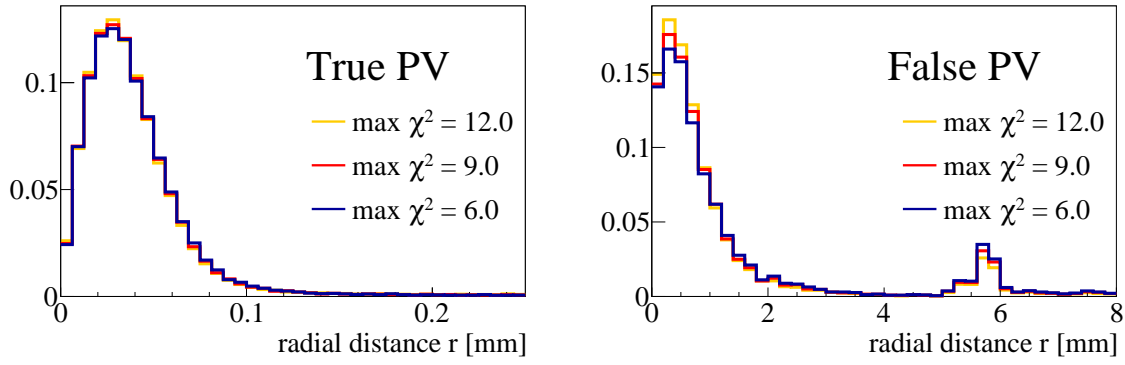 True PV
max χ² = 12.0
max χ² = 9.0
max χ² = 6.0
0.1
0.05
0
0 0.1 0.2
radial distance r [mm]
False PV
max χ² = 12.0
max χ² = 9.0
max χ² = 6.0
0.15
0.1
0.05
0
0 2 4 6 8
radial distance r [mm]